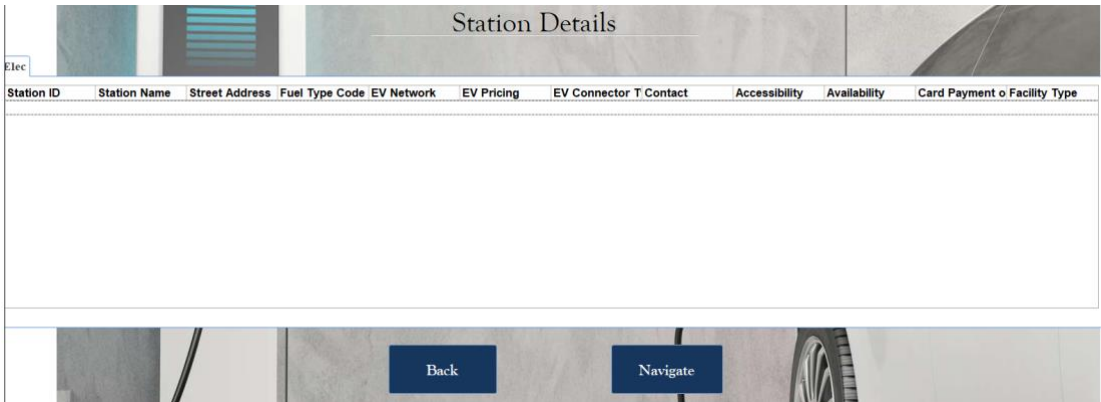 Station Details
Elec
Station ID Station Name Street Address Fuel Type Code EV Network EV Pricing EV Connector T Contact Accessibility Availability Card Payment o Facility Type
Back Navigate